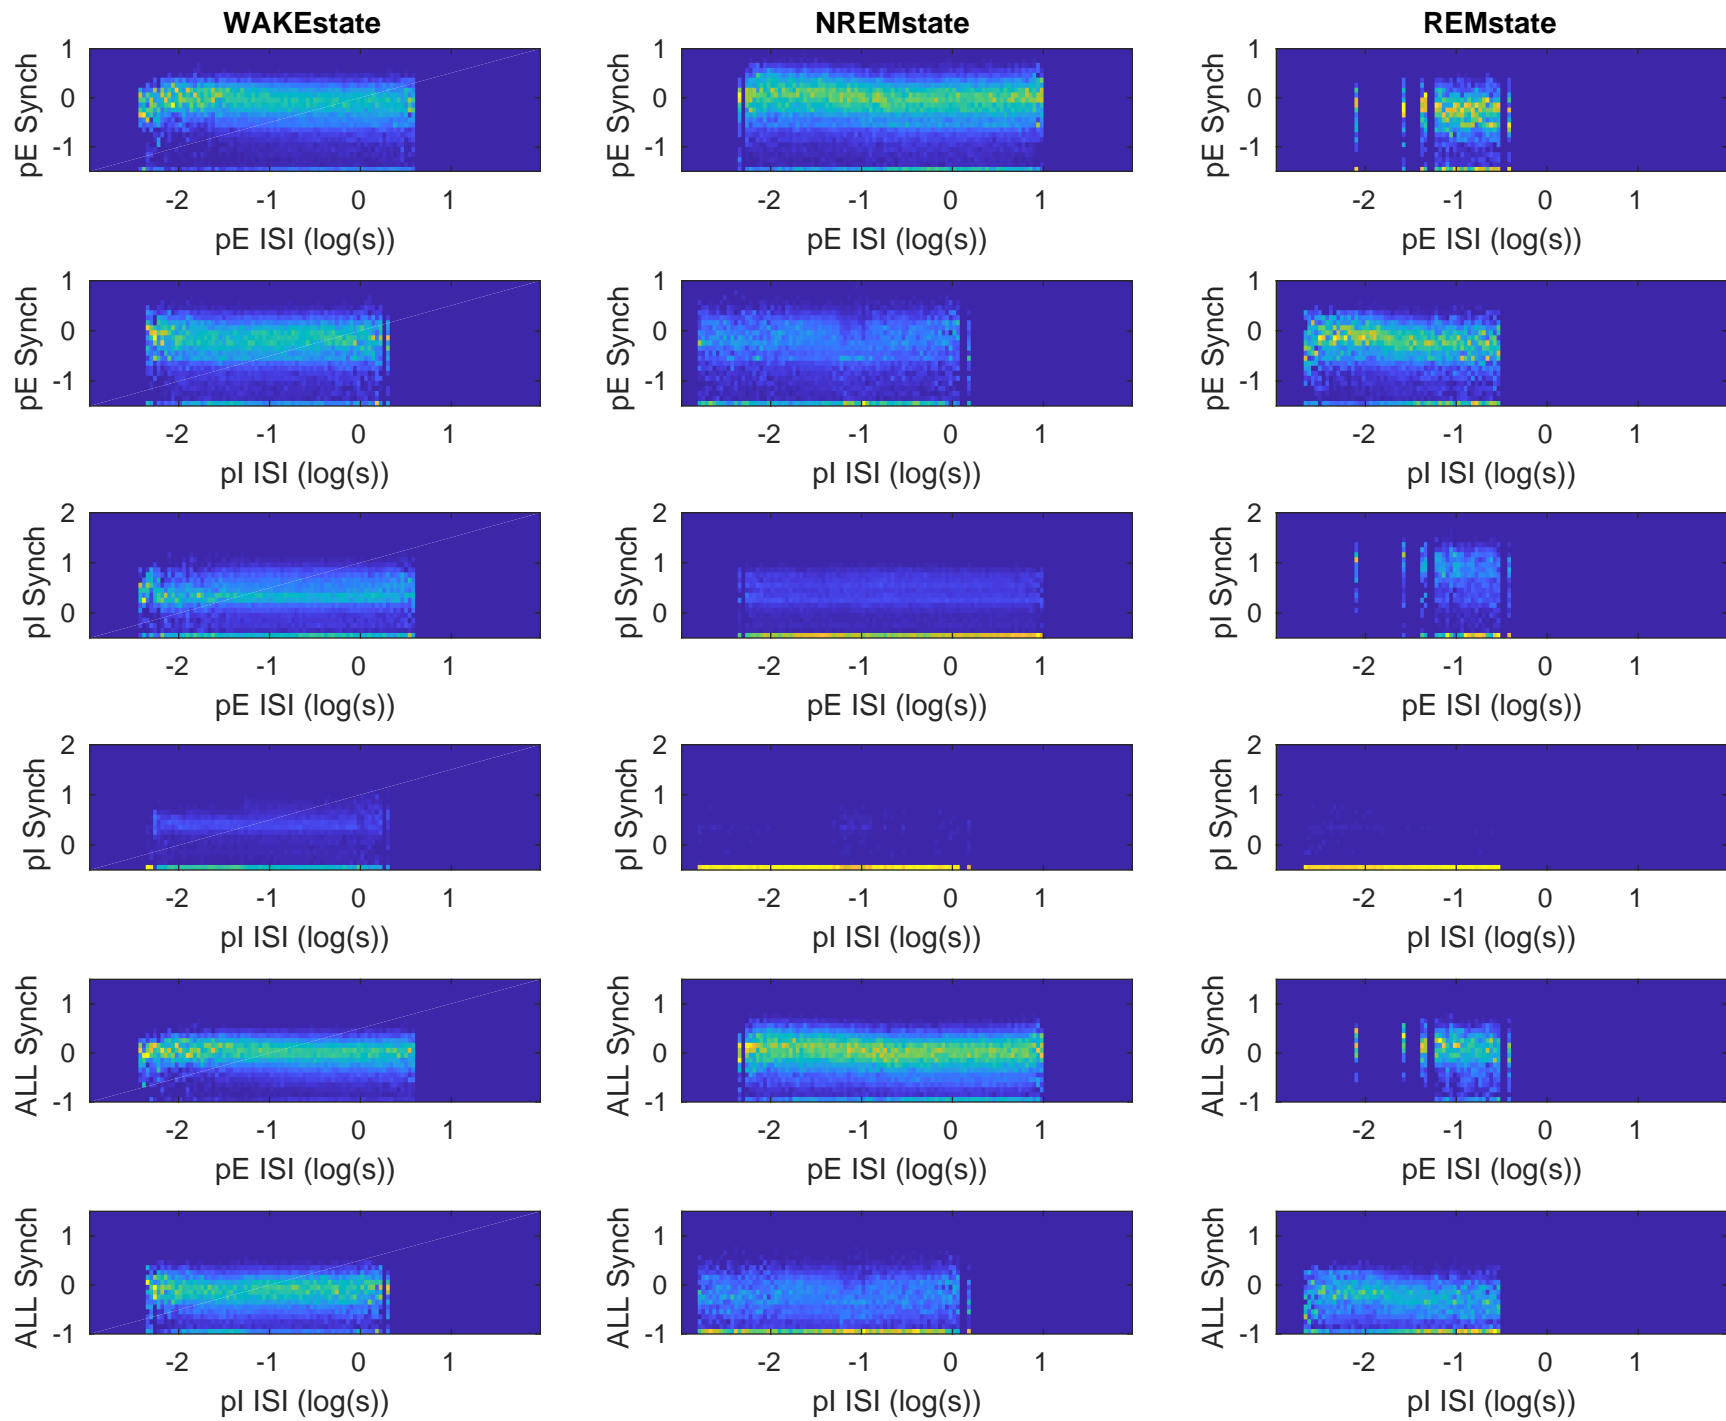 WAKEstate NREMstate REMstate
1 1 1
pE Synch 0 pE Synch 0 pE Synch 0
-1 -1 -1
-2 -1 0 1 -2 -1 0 1 -2 -1 0 1
pE ISI (log(s)) pE ISI (log(s)) pE ISI (log(s))
1 1 1
pE Synch 0 pE Synch 0 pE Synch 0
-1 -1 -1
-2 -1 0 1 -2 -1 0 1 -2 -1 0 1
pI ISI (log(s)) pI ISI (log(s)) pI ISI (log(s))
2 2 2
pI Synch 1 pI Synch 1 pI Synch 1
0 0 0
-2 -1 0 1 -2 -1 0 1 -2 -1 0 1
pE ISI (log(s)) pE ISI (log(s)) pE ISI (log(s))
2 2 2
pI Synch 1 pI Synch 1 pI Synch 1
0 0 0
-2 -1 0 1 -2 -1 0 1 -2 -1 0 1
pI ISI (log(s)) pI ISI (log(s)) pI ISI (log(s))
1 1 1
ALL Synch 0 ALL Synch 0 ALL Synch 0
-1 -1 -1
-2 -1 0 1 -2 -1 0 1 -2 -1 0 1
pE ISI (log(s)) pE ISI (log(s)) pE ISI (log(s))
1 1 1
ALL Synch 0 ALL Synch 0 ALL Synch 0
-1 -1 -1
-2 -1 0 1 -2 -1 0 1 -2 -1 0 1
pI ISI (log(s)) pI ISI (log(s)) pI ISI (log(s))